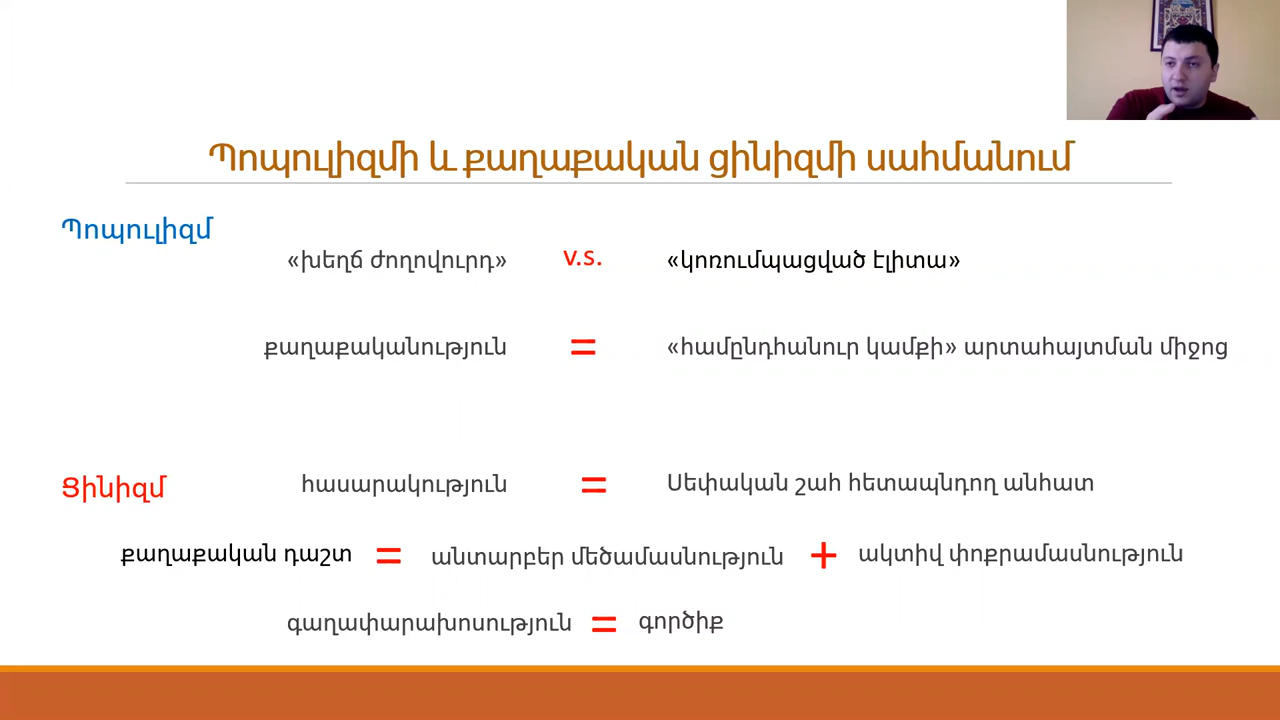 Պոպուլիզմի և քաղաքական ցինիզմի սահմանում
Պոպուլիզմ
«խեղճ ժողովուրդ» v.s. «կոռումպացված էլիտա»
քաղաքականություն = «համընդհանուր կամքի» արտահայտման միջոց
Ցինիզմ
հասարակություն = Սեփական շահ հետապնդող անհատ
քաղաքական դաշտ = անտարբեր մեծամասնություն + ակտիվ փոքրամասնություն
գաղափարախոսություն = գործիք